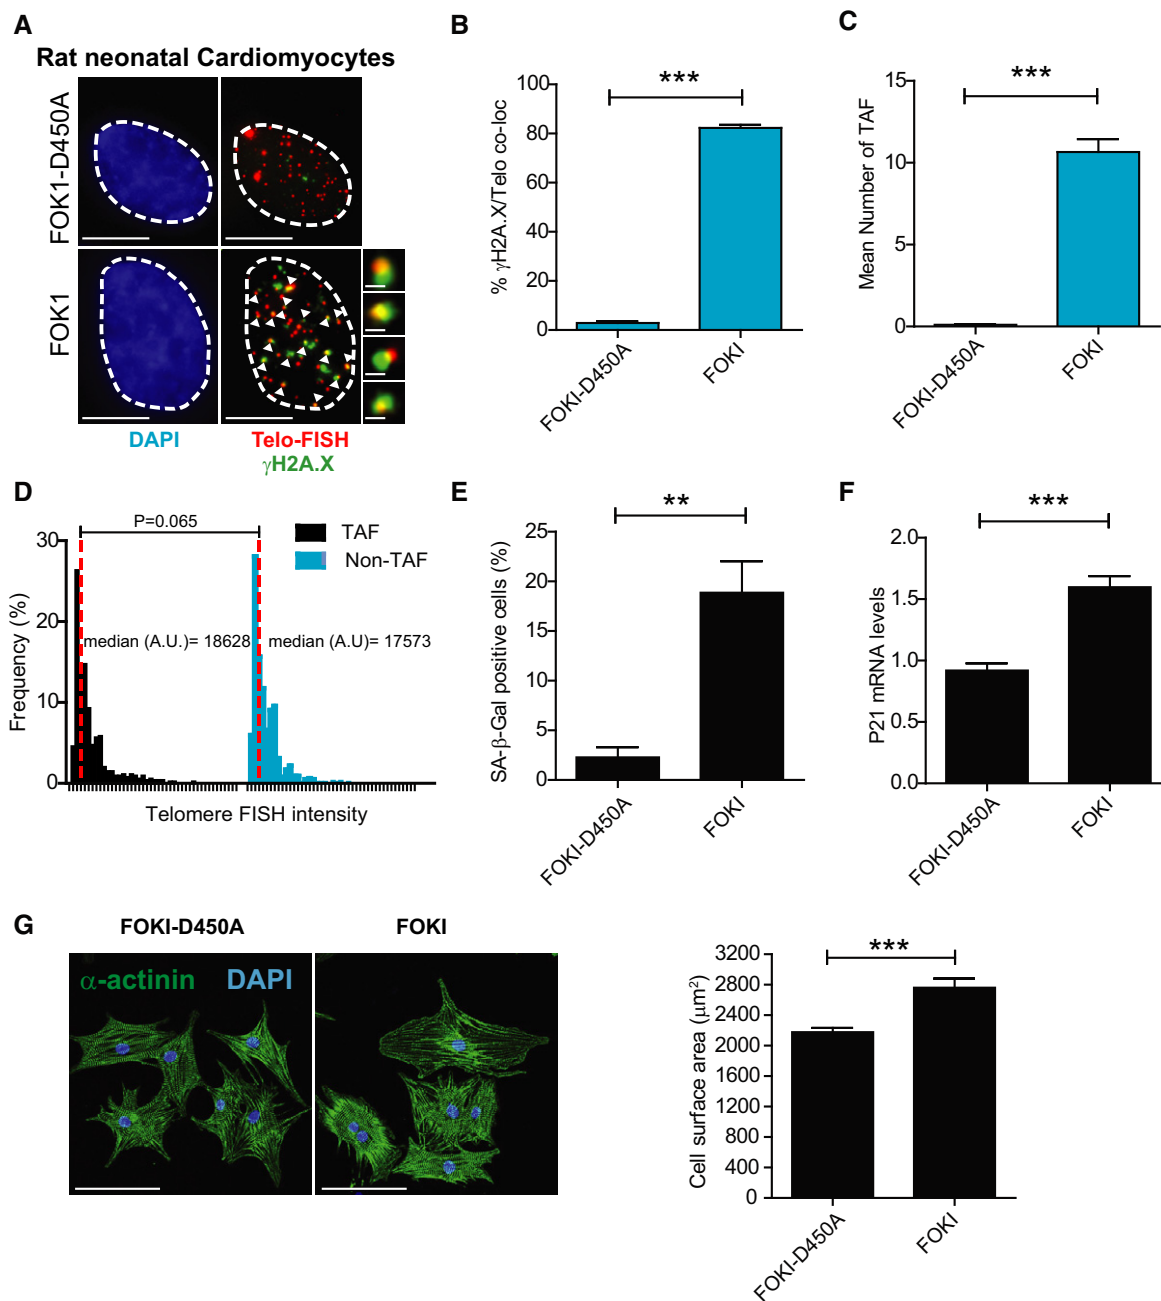 A
Rat neonatal Cardiomyocytes
FOK1-D450A
FOK1
DAPI
Telo-FISH
γH2A.X
B
***
% γH2A.X/Telo co-loc
100
80
60
40
20
0
FOKI-D450A
FOKI
C
***
Mean Number of TAF
15
10
5
0
FOKI-D450A
FOKI
D
P=0.065
TAF
Non-TAF
Frequency (%)
30
20
10
0
median (A.U.)= 18628
median (A.U)= 17573
Telomere FISH intensity
E
**
SA-β-Gal positive cells (%)
25
20
15
10
5
0
FOKI-D450A
FOKI
F
***
P21 mRNA levels
2.0
1.5
1.0
0.5
0.0
FOKI-D450A
FOKI
G
FOKI-D450A
FOKI
α-actinin DAPI
***
Cell surface area (μm²)
3200
2800
2400
2000
1600
1200
800
400
0
FOKI-D450A
FOKI